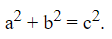 a² + b² = c².